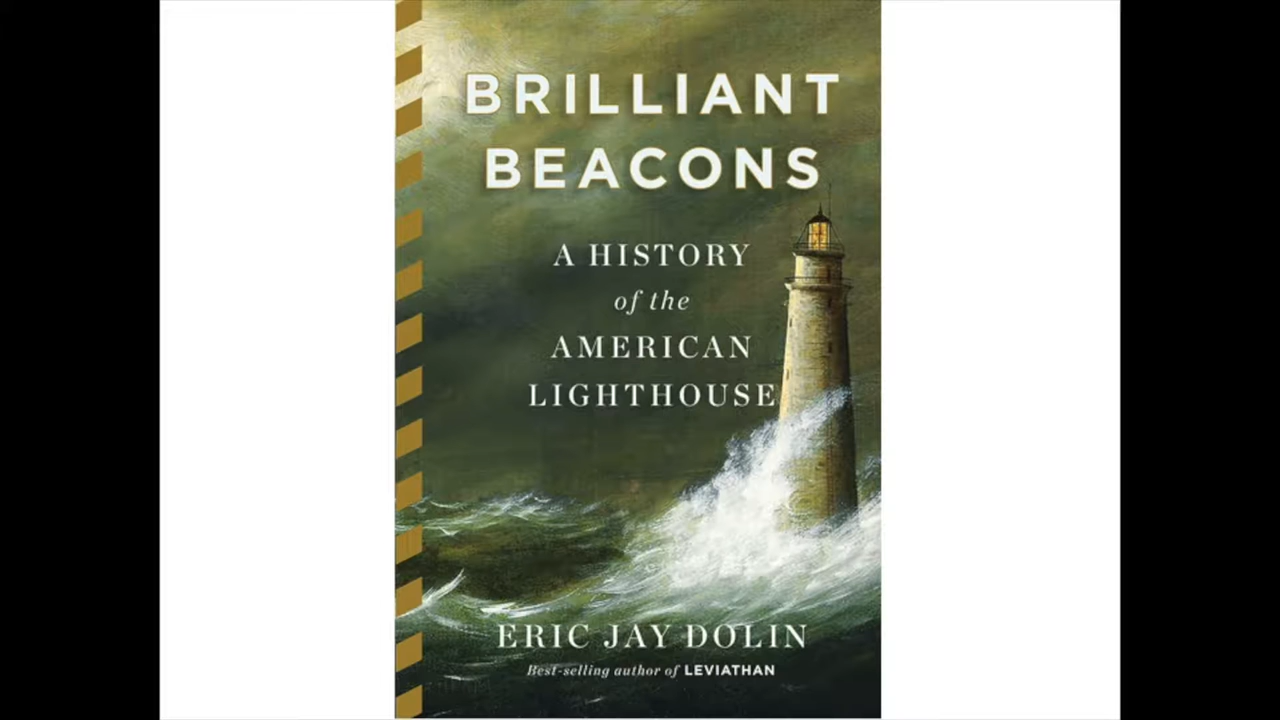 BRILLIANT
BEACONS
A HISTORY
of the
AMERICAN
LIGHTHOUSE
ERIC JAY DOLIN
Best-selling author of LEVIATHAN